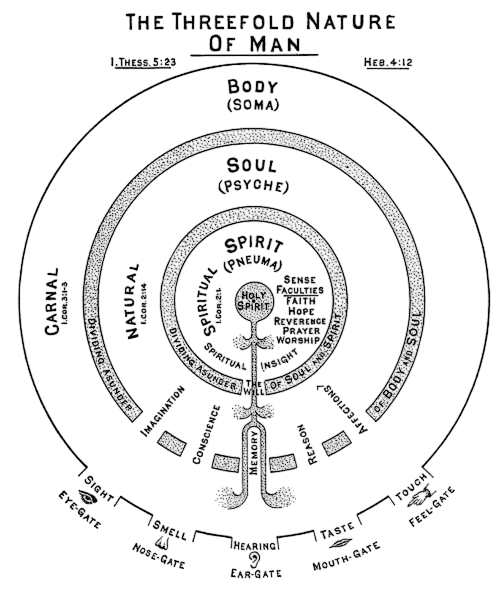 THE THREEFOLD NATURE
OF MAN
I. THESS. 5:23
HEB. 4:12
BODY
(SOMA)
SOUL
(PSYCHE)
SPIRIT
(PNEUMA)
HOLY
SPIRIT
SENSE
FACULTIES
FAITH
HOPE
REVERENCE
PRAYER
WORSHIP
SPIRITUAL
I.COR.2:1.
SPIRITUAL INSIGHT
NATURAL
I.COR.2:14
CARNAL
I.COR.3:1-3
DIVIDING ASUNDER
THE
WILL
OF SOUL AND SPIRIT
DIVIDING ASUNDER
OF BODY AND SOUL
IMAGINATION
CONSCIENCE
MEMORY
REASON
AFFECTIONS
SIGHT
EYE-GATE
SMELL
NOSE-GATE
HEARING
EAR-GATE
TASTE
MOUTH-GATE
TOUCH
FEEL-GATE